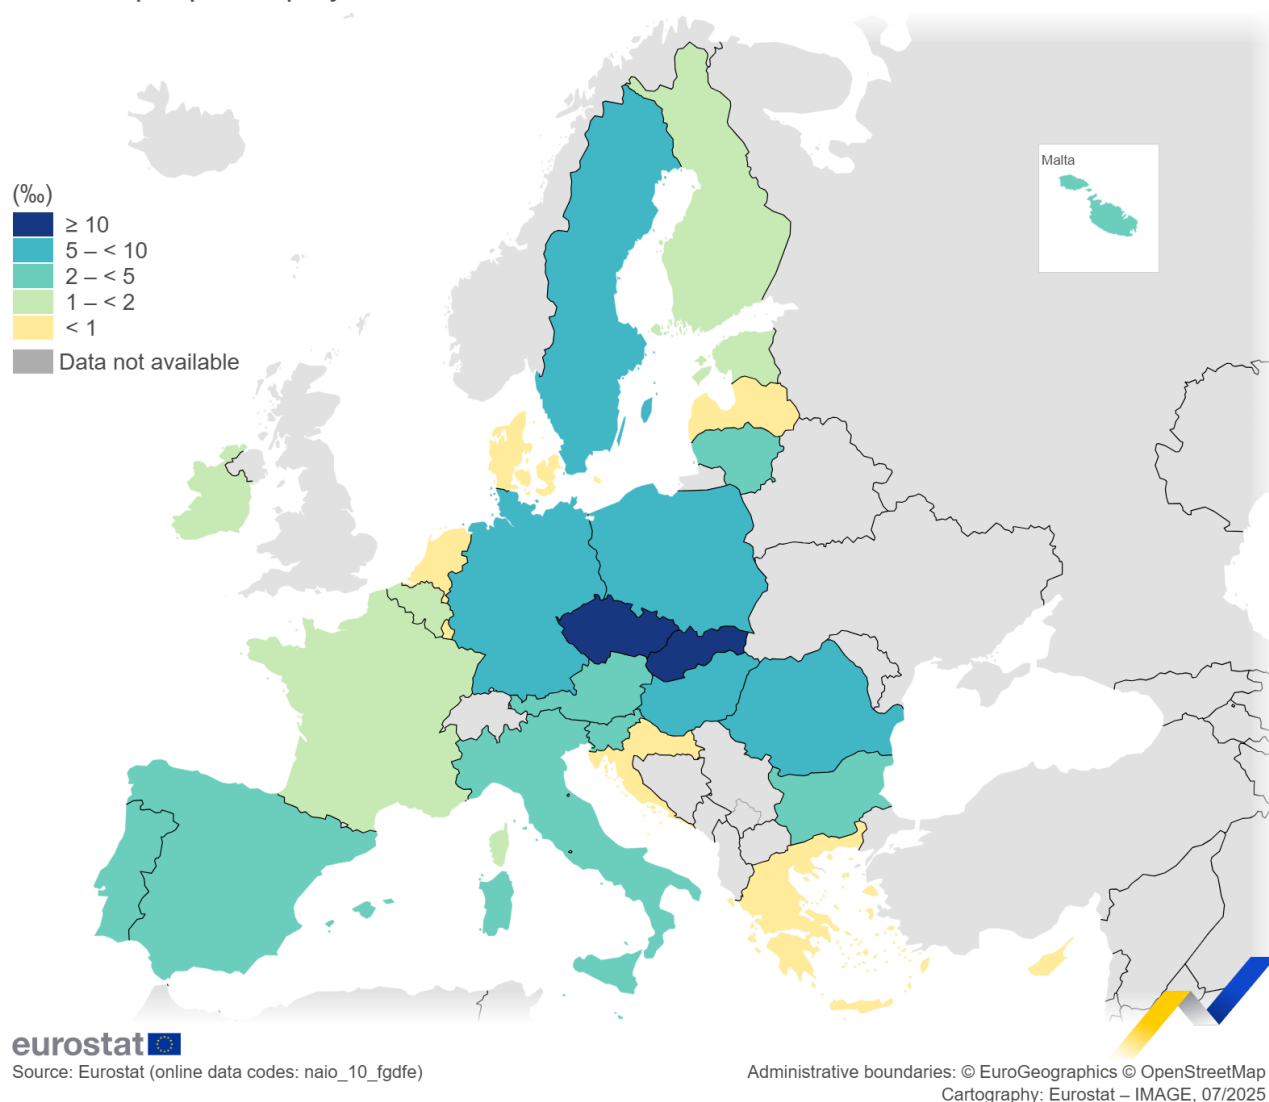 (‰)
≥ 10
5 – < 10
2 – < 5
1 – < 2
< 1
Data not available
Malta
eurostat
Source: Eurostat (online data codes: naio_10_fgdfe)
Administrative boundaries: © EuroGeographics © OpenStreetMap
Cartography: Eurostat – IMAGE, 07/2025